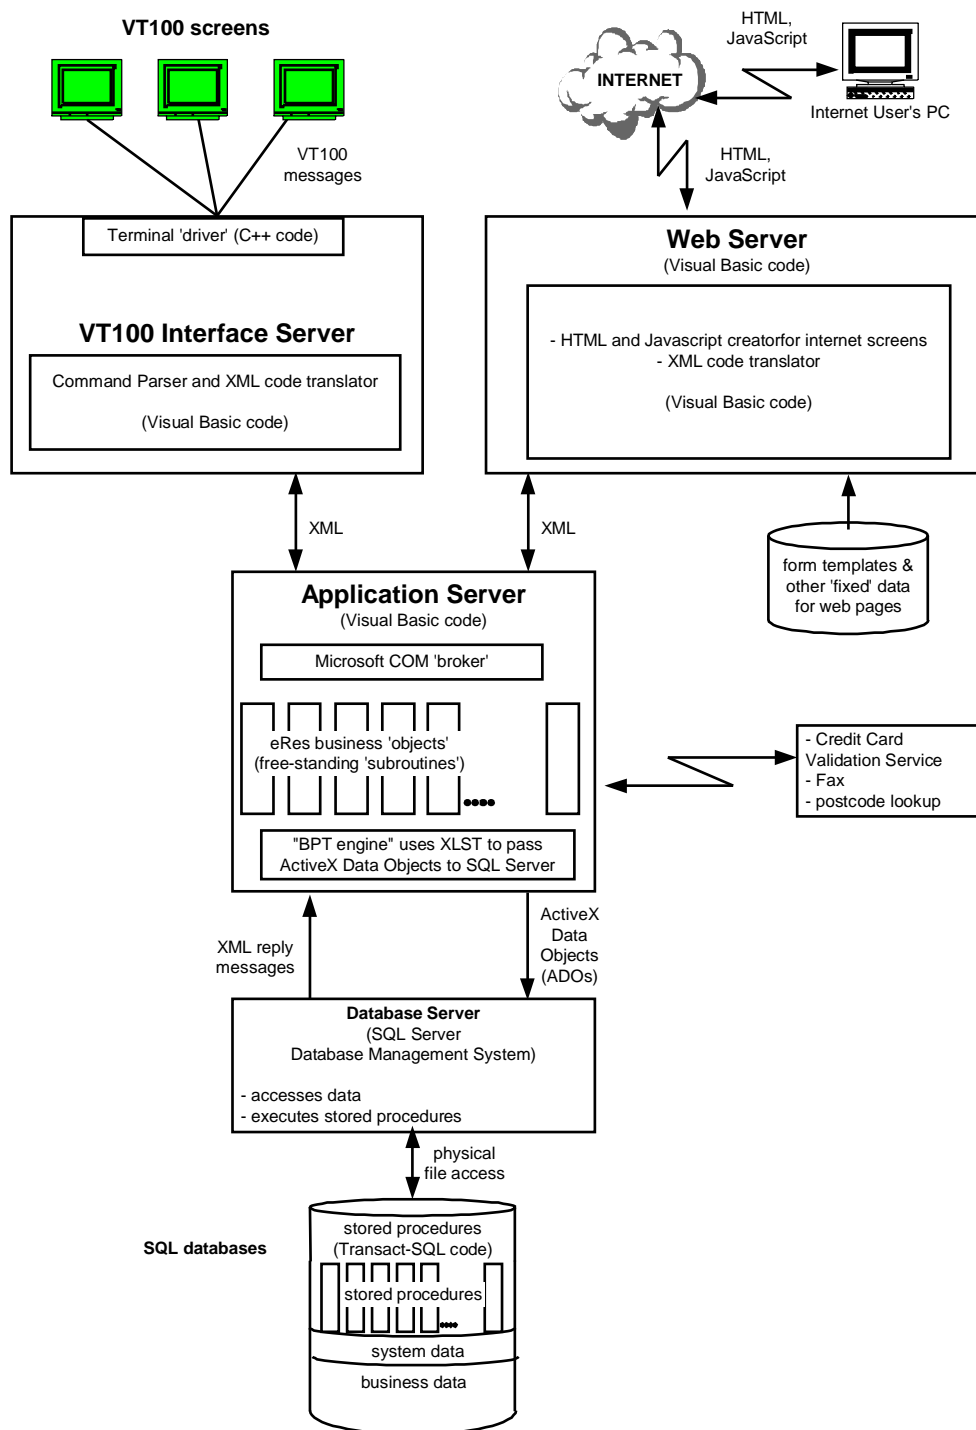 VT100 screens
VT100
messages
Terminal 'driver' (C++ code)
VT100 Interface Server
Command Parser and XML code translator
(Visual Basic code)
INTERNET
HTML,
JavaScript
Internet User's PC
HTML,
JavaScript
Web Server
(Visual Basic code)
- HTML and Javascript creatorfor internet screens
- XML code translator
(Visual Basic code)
XML
XML
form templates &
other 'fixed' data
for web pages
Application Server
(Visual Basic code)
Microsoft COM 'broker'
eRes business 'objects'
(free-standing 'subroutines')
"BPT engine" uses XLST to pass
ActiveX Data Objects to SQL Server
- Credit Card
Validation Service
- Fax
- postcode lookup
XML reply
messages
ActiveX
Data
Objects
(ADOs)
Database Server
(SQL Server
Database Management System)
- accesses data
- executes stored procedures
physical
file access
SQL databases
stored procedures
(Transact-SQL code)
stored procedures
system data
business data